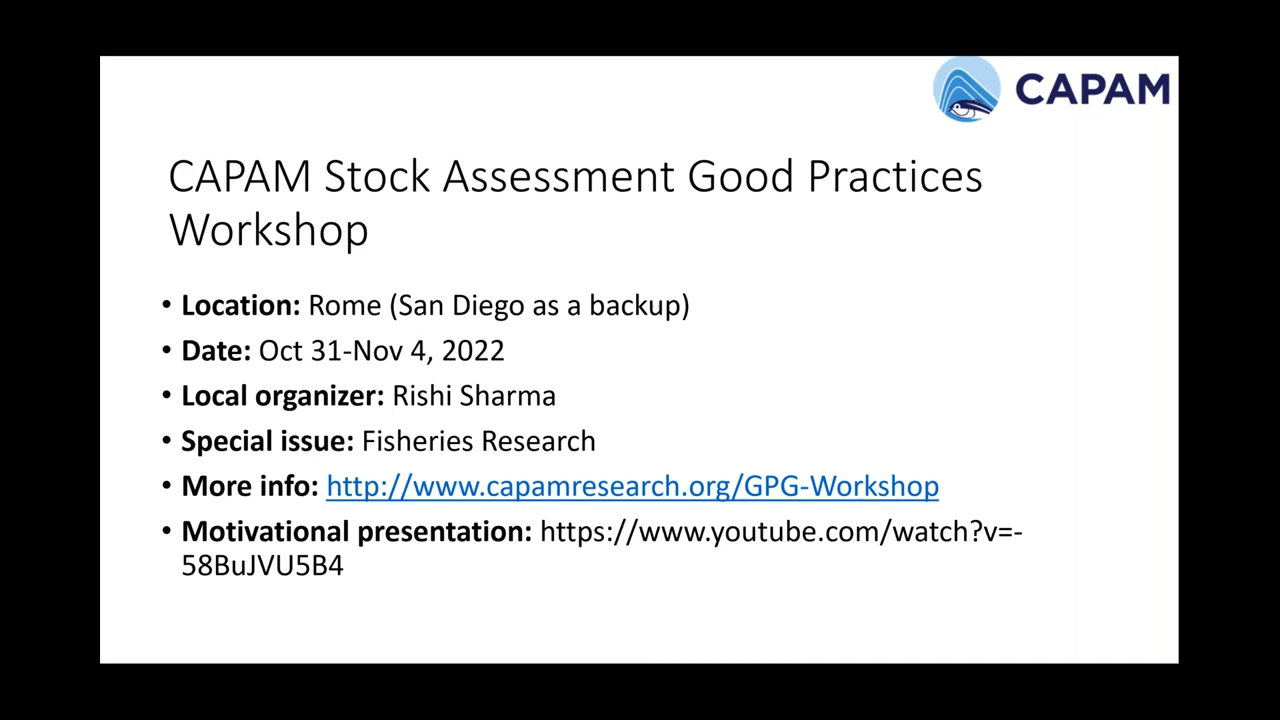 CAPAM
CAPAM Stock Assessment Good Practices
Workshop
• Location: Rome (San Diego as a backup)
• Date: Oct 31-Nov 4, 2022
• Local organizer: Rishi Sharma
• Special issue: Fisheries Research
• More info: http://www.capamresearch.org/GPG-Workshop
• Motivational presentation: https://www.youtube.com/watch?v=-
58BuJVU5B4